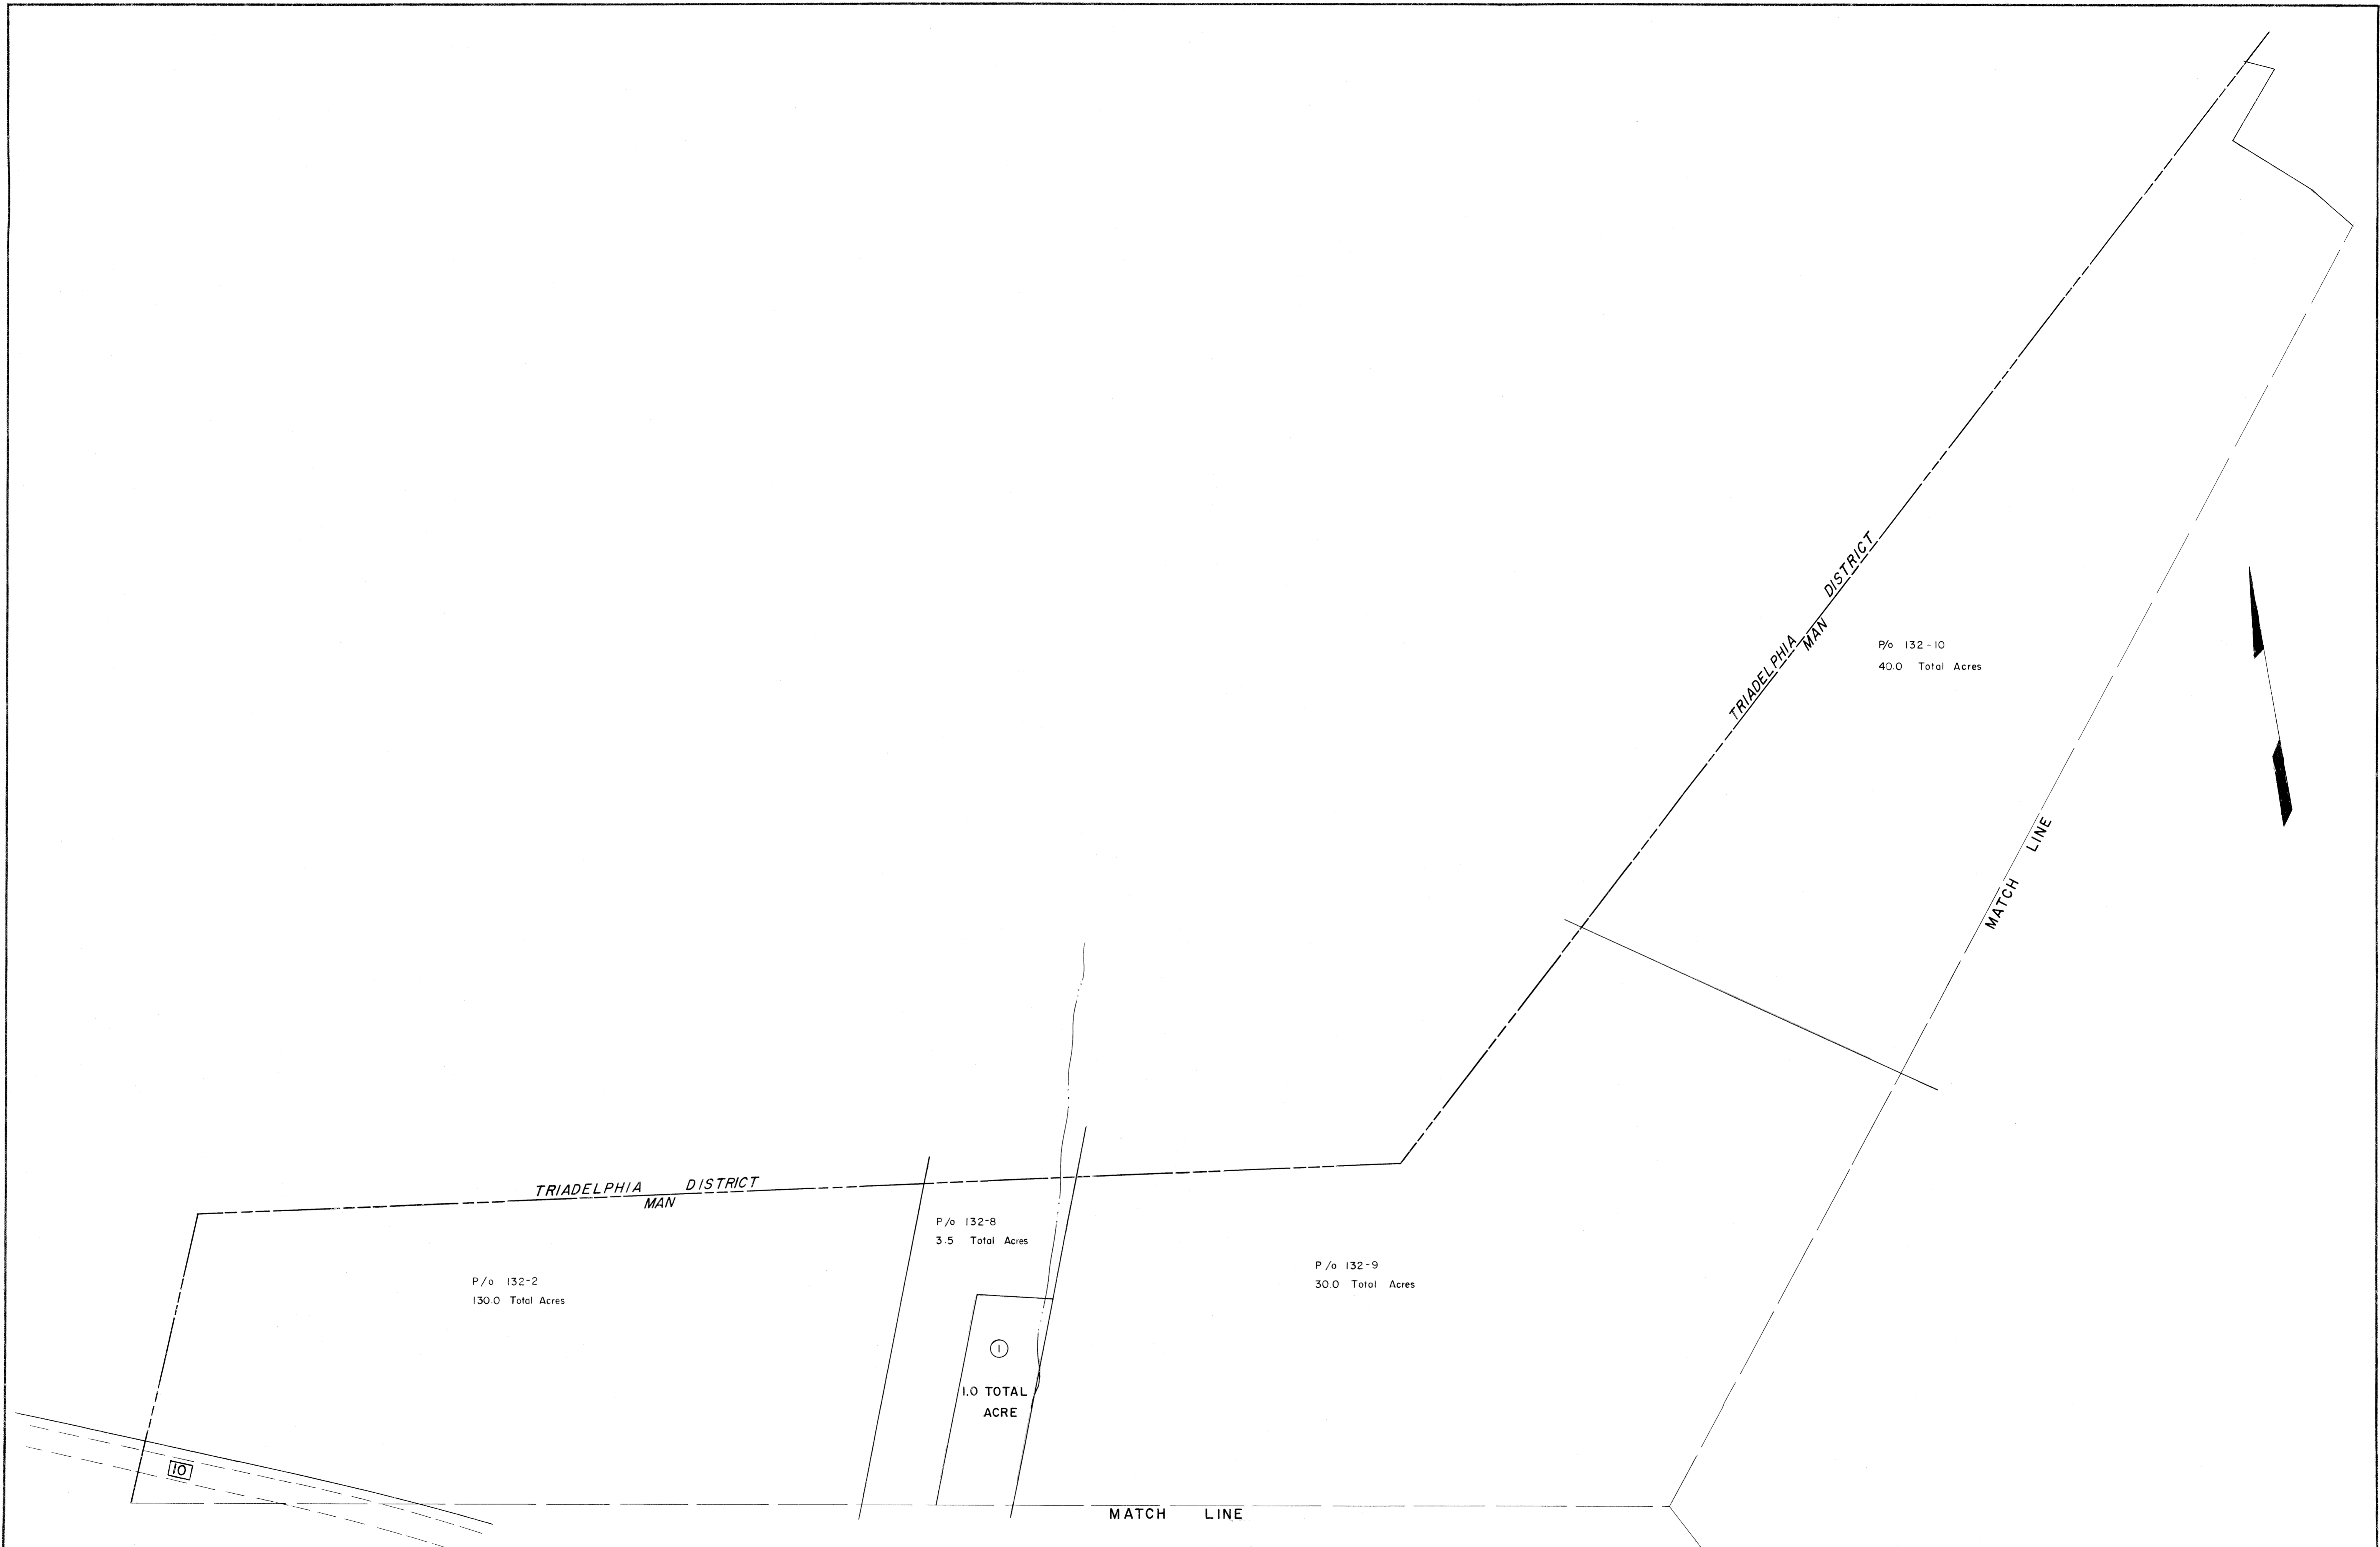 TRIADELPHIA DISTRICT
MAN
P/o 132-10
40.0 Total Acres
MATCH LINE
TRIADELPHIA DISTRICT
MAN
P/o 132-8
3.5 Total Acres
P/o 132-9
30.0 Total Acres
P/o 132-2
130.0 Total Acres
1
1.0 TOTAL
ACRE
10
MATCH LINE